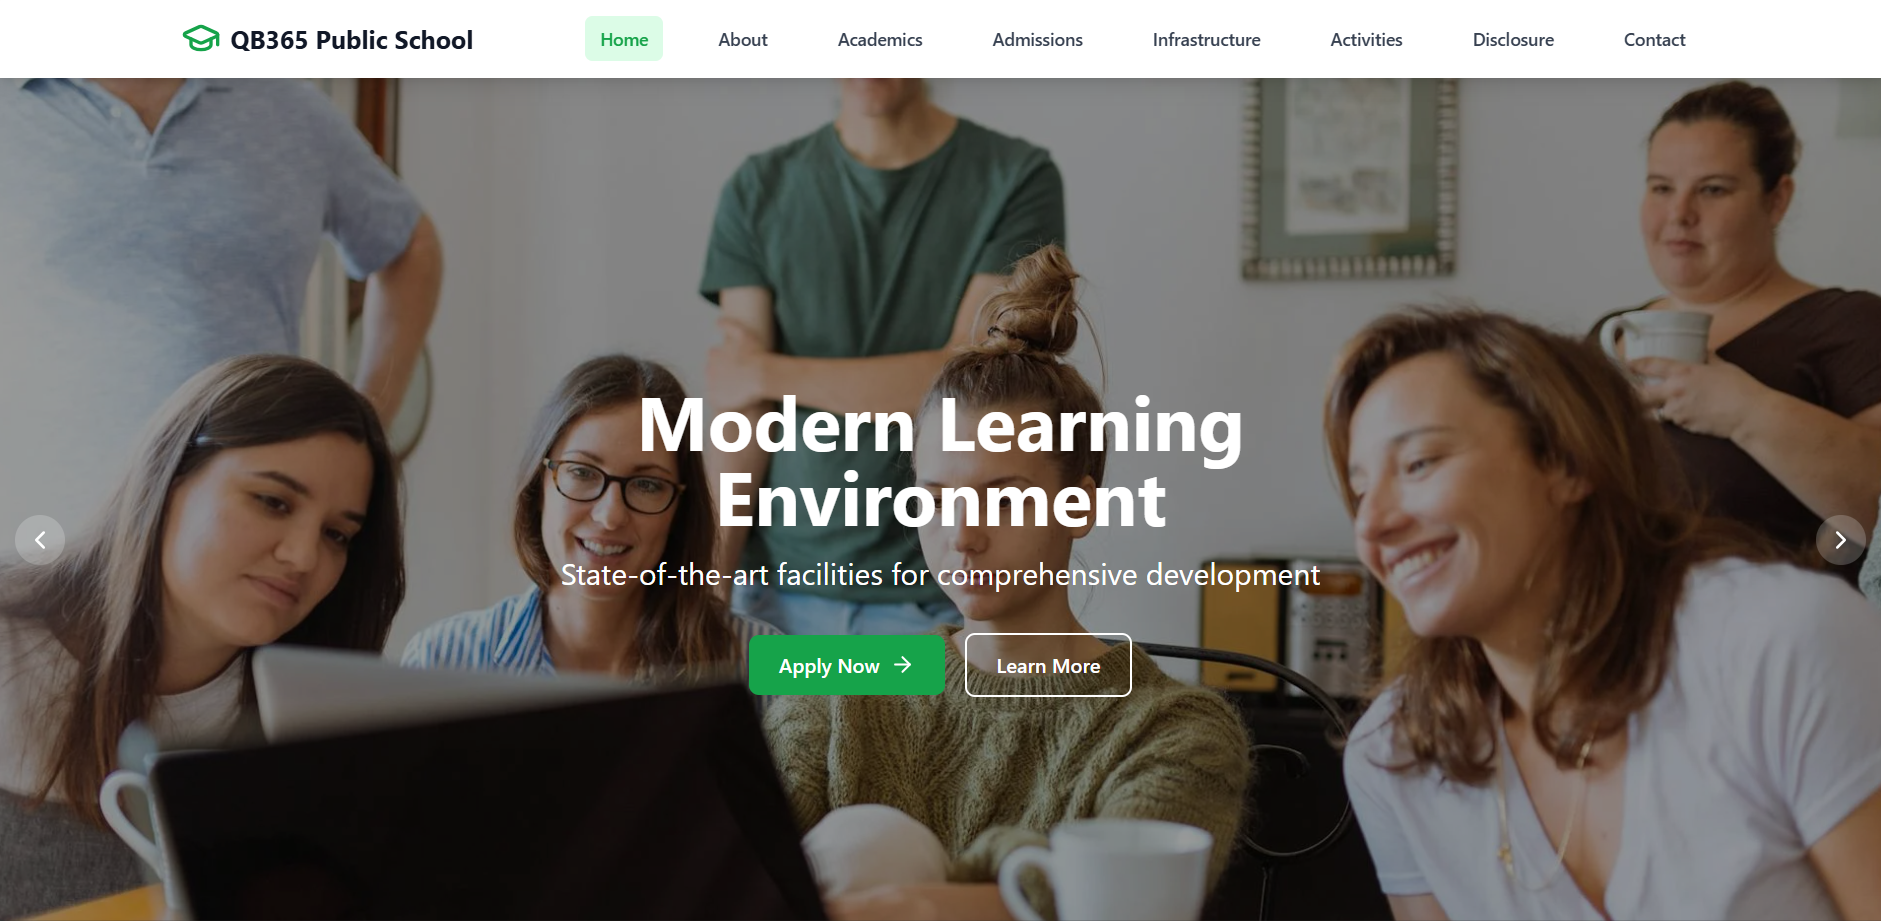 QB365 Public School
Home About Academics Admissions Infrastructure Activities Disclosure Contact
Modern Learning
Environment
State-of-the-art facilities for comprehensive development
Apply Now Learn More